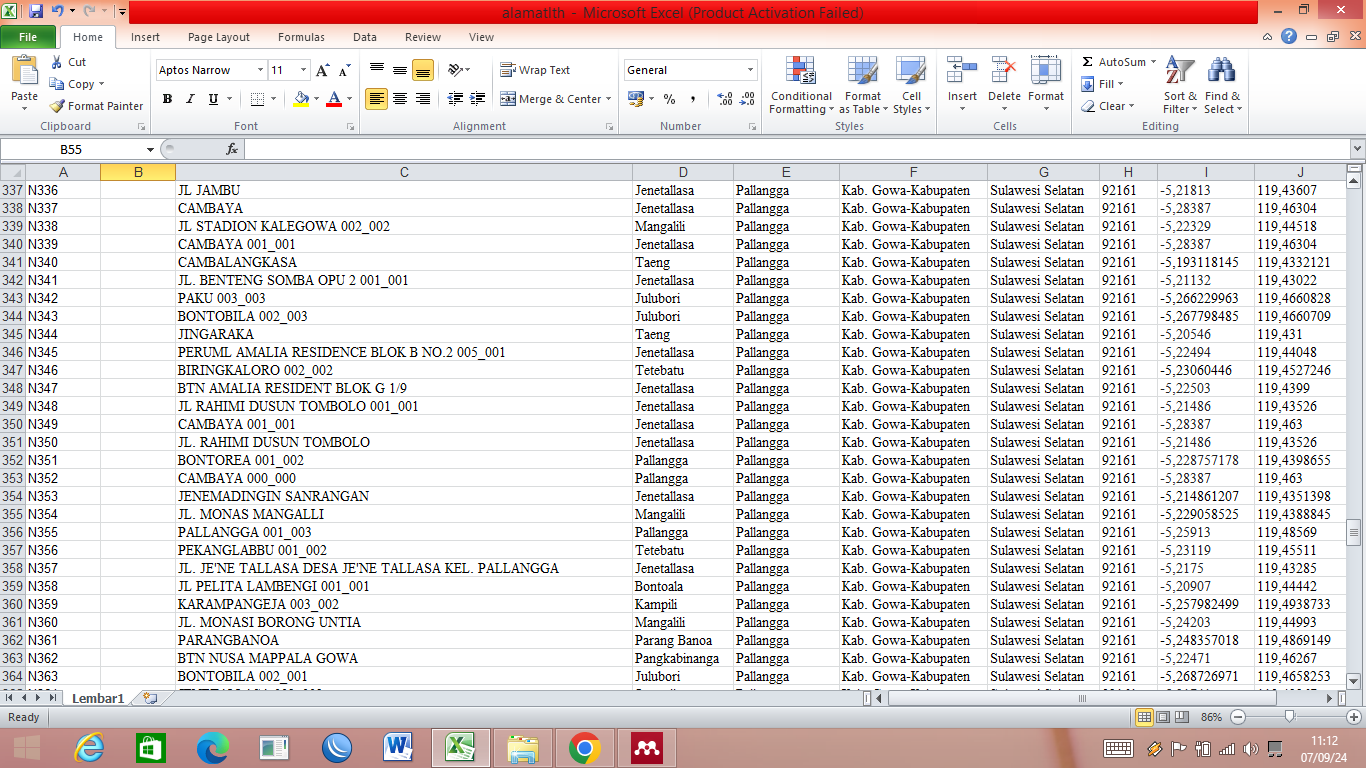 alamatlth - Microsoft Excel (Product Activation Failed)
File Home Insert Page Layout Formulas Data Review View
Cut
Copy
Format Painter
Paste
Clipboard
Aptos Narrow 11
B I U
Font
Wrap Text
Merge & Center
Alignment
General
Number
Conditional Formatting
Format as Table
Cell Styles
Styles
Insert Delete Format
Cells
AutoSum
Fill
Clear
Sort & Filter
Find & Select
Editing
B55 fx
A B C D E F G H I J
337 N336 JL JAMBU Jenetallasa Pallangga Kab. Gowa-Kabupaten Sulawesi Selatan 92161 -5,21813 119,43607
338 N337 CAMBAYA Jenetallasa Pallangga Kab. Gowa-Kabupaten Sulawesi Selatan 92161 -5,28387 119,46304
339 N338 JL STADION KALEGOWA 002_002 Mangalili Pallangga Kab. Gowa-Kabupaten Sulawesi Selatan 92161 -5,22329 119,44518
340 N339 CAMBAYA 001_001 Jenetallasa Pallangga Kab. Gowa-Kabupaten Sulawesi Selatan 92161 -5,28387 119,46304
341 N340 CAMBALANGKASA Taeng Pallangga Kab. Gowa-Kabupaten Sulawesi Selatan 92161 -5,193118145 119,4332121
342 N341 JL. BENTENG SOMBA OPU 2 001_001 Jenetallasa Pallangga Kab. Gowa-Kabupaten Sulawesi Selatan 92161 -5,21132 119,43022
343 N342 PAKU 003_003 Julubori Pallangga Kab. Gowa-Kabupaten Sulawesi Selatan 92161 -5,266229963 119,4660828
344 N343 BONTOBILA 002_003 Julubori Pallangga Kab. Gowa-Kabupaten Sulawesi Selatan 92161 -5,267798485 119,4660709
345 N344 JINGARAKA Taeng Pallangga Kab. Gowa-Kabupaten Sulawesi Selatan 92161 -5,20546 119,431
346 N345 PERUML AMALIA RESIDENCE BLOK B NO.2 005_001 Jenetallasa Pallangga Kab. Gowa-Kabupaten Sulawesi Selatan 92161 -5,22494 119,44048
347 N346 BIRINGKALORO 002_002 Tetebatu Pallangga Kab. Gowa-Kabupaten Sulawesi Selatan 92161 -5,23060446 119,4527246
348 N347 BTN AMALIA RESIDENT BLOK G 1/9 Jenetallasa Pallangga Kab. Gowa-Kabupaten Sulawesi Selatan 92161 -5,22503 119,4399
349 N348 JL RAHIMI DUSUN TOMBOLO 001_001 Jenetallasa Pallangga Kab. Gowa-Kabupaten Sulawesi Selatan 92161 -5,21486 119,43526
350 N349 CAMBAYA 001_001 Jenetallasa Pallangga Kab. Gowa-Kabupaten Sulawesi Selatan 92161 -5,28387 119,463
351 N350 JL. RAHIMI DUSUN TOMBOLO Jenetallasa Pallangga Kab. Gowa-Kabupaten Sulawesi Selatan 92161 -5,21486 119,43526
352 N351 BONTOREA 001_002 Pallangga Pallangga Kab. Gowa-Kabupaten Sulawesi Selatan 92161 -5,228757178 119,4398655
353 N352 CAMBAYA 000_000 Pallangga Pallangga Kab. Gowa-Kabupaten Sulawesi Selatan 92161 -5,28387 119,463
354 N353 JENEMADINGIN SANRANGAN Jenetallasa Pallangga Kab. Gowa-Kabupaten Sulawesi Selatan 92161 -5,214861207 119,4351398
355 N354 JL. MONAS MANGALLI Mangalili Pallangga Kab. Gowa-Kabupaten Sulawesi Selatan 92161 -5,229058525 119,4388845
356 N355 PALLANGGA 001_003 Pallangga Pallangga Kab. Gowa-Kabupaten Sulawesi Selatan 92161 -5,25913 119,48569
357 N356 PEKANGLABBU 001_002 Tetebatu Pallangga Kab. Gowa-Kabupaten Sulawesi Selatan 92161 -5,23119 119,45511
358 N357 JL. JE'NE TALLASA DESA JE'NE TALLASA KEL. PALLANGGA Jenetallasa Pallangga Kab. Gowa-Kabupaten Sulawesi Selatan 92161 -5,2175 119,43285
359 N358 JL PELITA LAMBENGI 001_001 Bontoala Pallangga Kab. Gowa-Kabupaten Sulawesi Selatan 92161 -5,20907 119,44442
360 N359 KARAMPANGEJA 003_002 Kampili Pallangga Kab. Gowa-Kabupaten Sulawesi Selatan 92161 -5,257982499 119,4938733
361 N360 JL. MONASI BORONG UNTIA Mangalili Pallangga Kab. Gowa-Kabupaten Sulawesi Selatan 92161 -5,24203 119,44993
362 N361 PARANGBANOA Parang Banoa Pallangga Kab. Gowa-Kabupaten Sulawesi Selatan 92161 -5,248357018 119,4869149
363 N362 BTN NUSA MAPPALA GOWA Pangkabinanga Pallangga Kab. Gowa-Kabupaten Sulawesi Selatan 92161 -5,22471 119,46267
364 N363 BONTOBILA 002_001 Julubori Pallangga Kab. Gowa-Kabupaten Sulawesi Selatan 92161 -5,268726971 119,4658253
Lembar1
Ready 86%
11:12
07/09/24